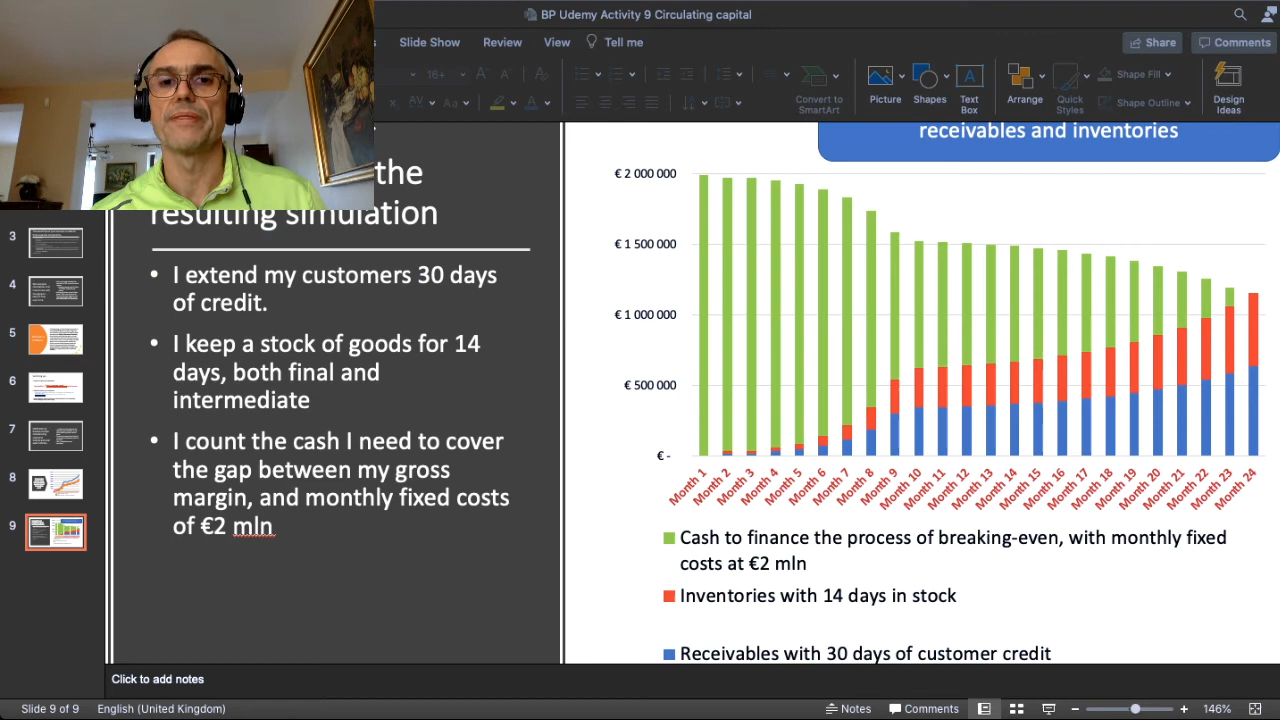 BP Udemy Activity 9 Circulating capital
Slide Show Review View Tell me
Share Comments
16+
Av Aa
Convert to
SmartArt
Picture Shapes Text
Box
Arrange Quick
Styles
Shape Fill
Shape Outline
Design
Ideas
3
4
5
6
7
8
9
the
resulting simulation
• I extend my customers 30 days
of credit.
• I keep a stock of goods for 14
days, both final and
intermediate
• I count the cash I need to cover
the gap between my gross
margin, and monthly fixed costs
of €2 mln
receivables and inventories
€ 2 000 000
€ 1 500 000
€ 1 000 000
€ 500 000
€ -
Month 1 Month 2 Month 3 Month 4 Month 5 Month 6 Month 7 Month 8 Month 9 Month 10 Month 11 Month 12 Month 13 Month 14 Month 15 Month 16 Month 17 Month 18 Month 19 Month 20 Month 21 Month 22 Month 23 Month 24
Cash to finance the process of breaking-even, with monthly fixed
costs at €2 mln
Inventories with 14 days in stock
Receivables with 30 days of customer credit
Click to add notes
Slide 9 of 9 English (United Kingdom) Notes Comments 146%